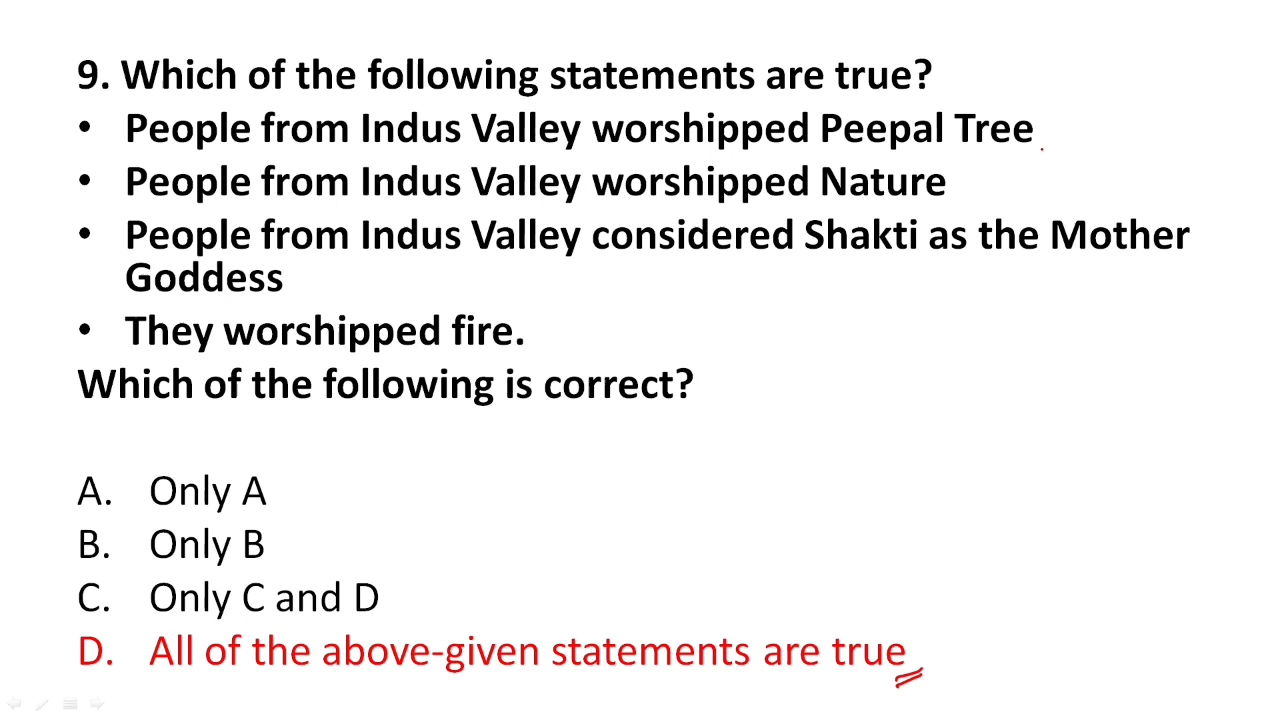 9. Which of the following statements are true?
• People from Indus Valley worshipped Peepal Tree
• People from Indus Valley worshipped Nature
• People from Indus Valley considered Shakti as the Mother
Goddess
• They worshipped fire.
Which of the following is correct?
A. Only A
B. Only B
C. Only C and D
D. All of the above-given statements are true